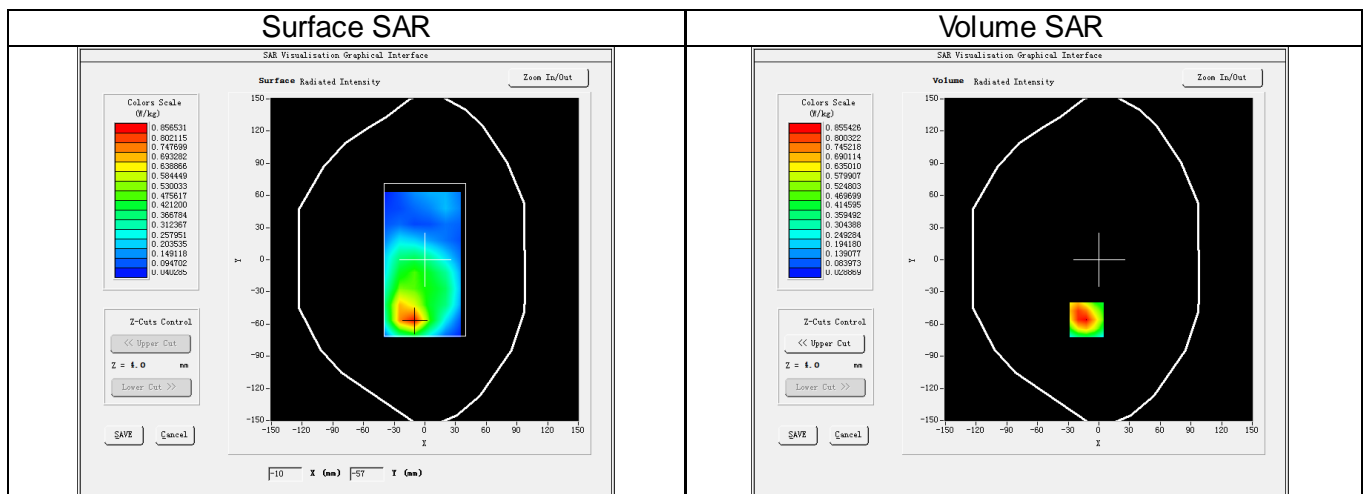 Surface SAR
SAR Visualisation Graphical Interface
Surface Radiated Intensity
Zoom In/Out
Colors Scale
(W/kg)
0.856531
0.802115
0.747699
0.693282
0.638866
0.584449
0.530033
0.475617
0.421200
0.366784
0.312367
0.257951
0.203535
0.149118
0.094702
0.040285
Z-Cuts Control
<< Upper Cut
Z = 4.0 mm
Lower Cut >>
SAVE Cancel
150
120
90
60
30
0
-30
-60
-90
-120
-150
Y
-150 -120 -90 -60 -30 0 30 60 90 120 150
X
-10 X (mm) -57 Y (mm)
Volume SAR
SAR Visualisation Graphical Interface
Volume Radiated Intensity
Zoom In/Out
Colors Scale
(W/kg)
0.855426
0.800322
0.745218
0.690114
0.635010
0.579907
0.524803
0.469699
0.414595
0.359492
0.304388
0.249284
0.194180
0.139077
0.083973
0.028869
Z-Cuts Control
<< Upper Cut
Z = 4.0 mm
Lower Cut >>
SAVE Cancel
150
120
90
60
30
0
-30
-60
-90
-120
-150
Y
-150 -120 -90 -60 -30 0 30 60 90 120 150
X